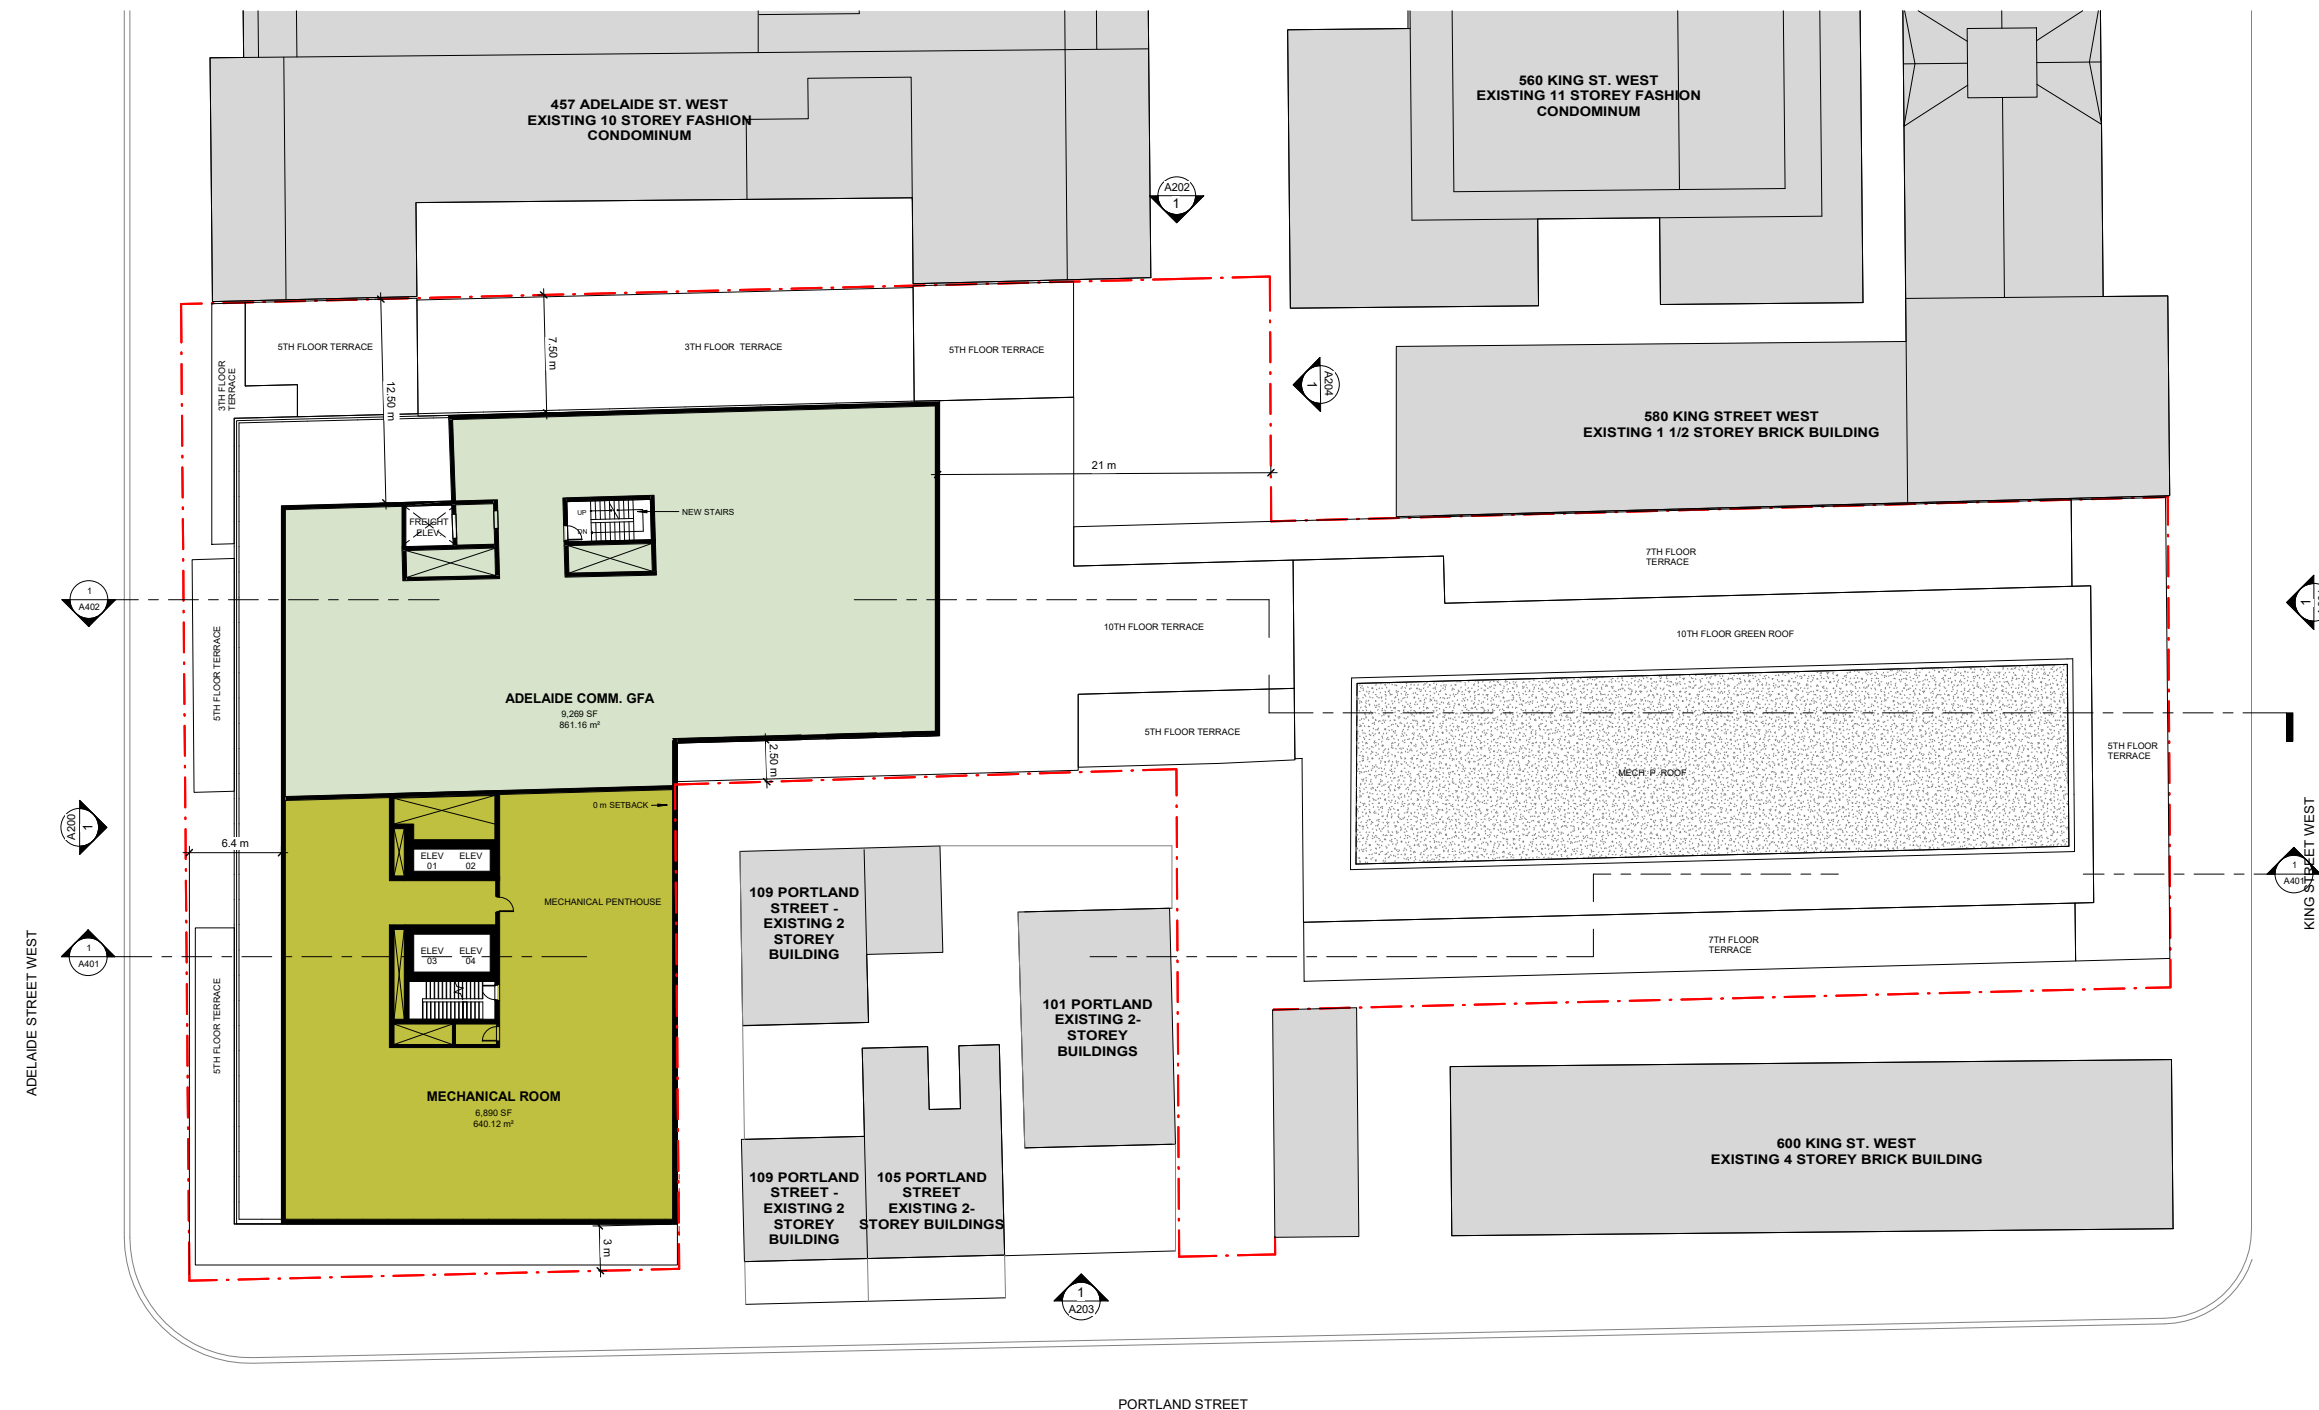 457 ADELAIDE ST. WEST
EXISTING 10 STOREY FASHION
CONDOMINUM
560 KING ST. WEST
EXISTING 11 STOREY FASHION
CONDOMINUM
A202
1
5TH FLOOR TERRACE
3TH FLOOR
TERRACE
7.50 m
3TH FLOOR TERRACE
5TH FLOOR TERRACE
12.50 m
A204
1
580 KING STREET WEST
EXISTING 1 1/2 STOREY BRICK BUILDING
21 m
FREIGHT
ELEV.
UP
DN
NEW STAIRS
7TH FLOOR
TERRACE
1
A402
1
10TH FLOOR TERRACE
10TH FLOOR GREEN ROOF
5TH FLOOR TERRACE
ADELAIDE COMM. GFA
9,269 SF
861.16 m²
5TH FLOOR TERRACE
2.50 m
5TH FLOOR
TERRACE
MECH. P. ROOF
0 m SETBACK
A200
1
6.4 m
ELEV
01
ELEV
02
109 PORTLAND
STREET -
EXISTING 2
STOREY
BUILDING
MECHANICAL PENTHOUSE
KING STREET WEST
1
A401
1
A401
ELEV
03
ELEV
04
7TH FLOOR
TERRACE
ADELAIDE STREET WEST
5TH FLOOR TERRACE
101 PORTLAND
EXISTING 2-
STOREY
BUILDINGS
MECHANICAL ROOM
6,890 SF
640.12 m²
600 KING ST. WEST
EXISTING 4 STOREY BRICK BUILDING
109 PORTLAND
STREET -
EXISTING 2
STOREY
BUILDING
105 PORTLAND
STREET
EXISTING 2-
STOREY BUILDINGS
3 m
1
A203
PORTLAND STREET